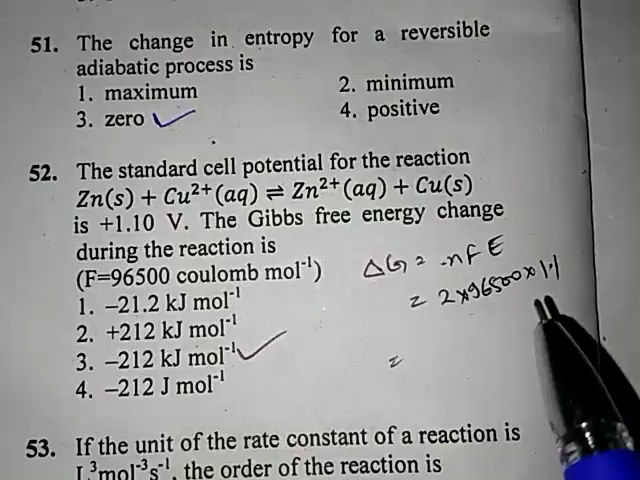 51. The change in entropy for a reversible
adiabatic process is
1. maximum
2. minimum
3. zero
4. positive
52. The standard cell potential for the reaction
Zn(s) + Cu²⁺(aq) ⇌ Zn²⁺(aq) + Cu(s)
is +1.10 V. The Gibbs free energy change
during the reaction is
(F=96500 coulomb mol⁻¹)
ΔG = -nFE
= 2×96500×1.1
1. –21.2 kJ mol⁻¹
2. +212 kJ mol⁻¹
3. –212 kJ mol⁻¹
4. –212 J mol⁻¹
=
53. If the unit of the rate constant of a reaction is
L³mol⁻³s⁻¹, the order of the reaction is